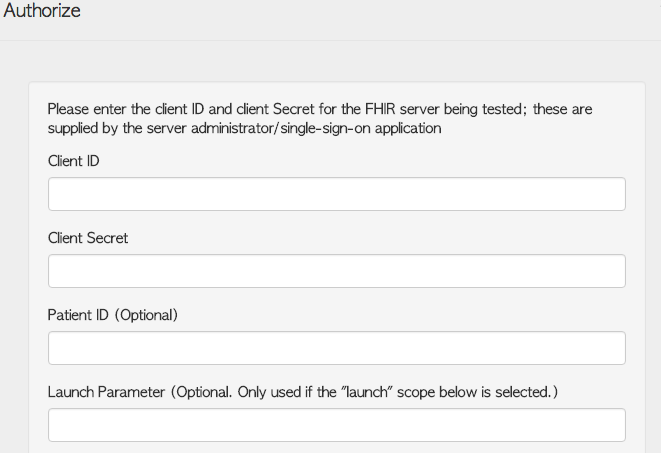 Authorize
Please enter the client ID and client Secret for the FHIR server being tested; these are
supplied by the server administrator/single-sign-on application
Client ID
Client Secret
Patient ID (Optional)
Launch Parameter (Optional. Only used if the "launch" scope below is selected.)